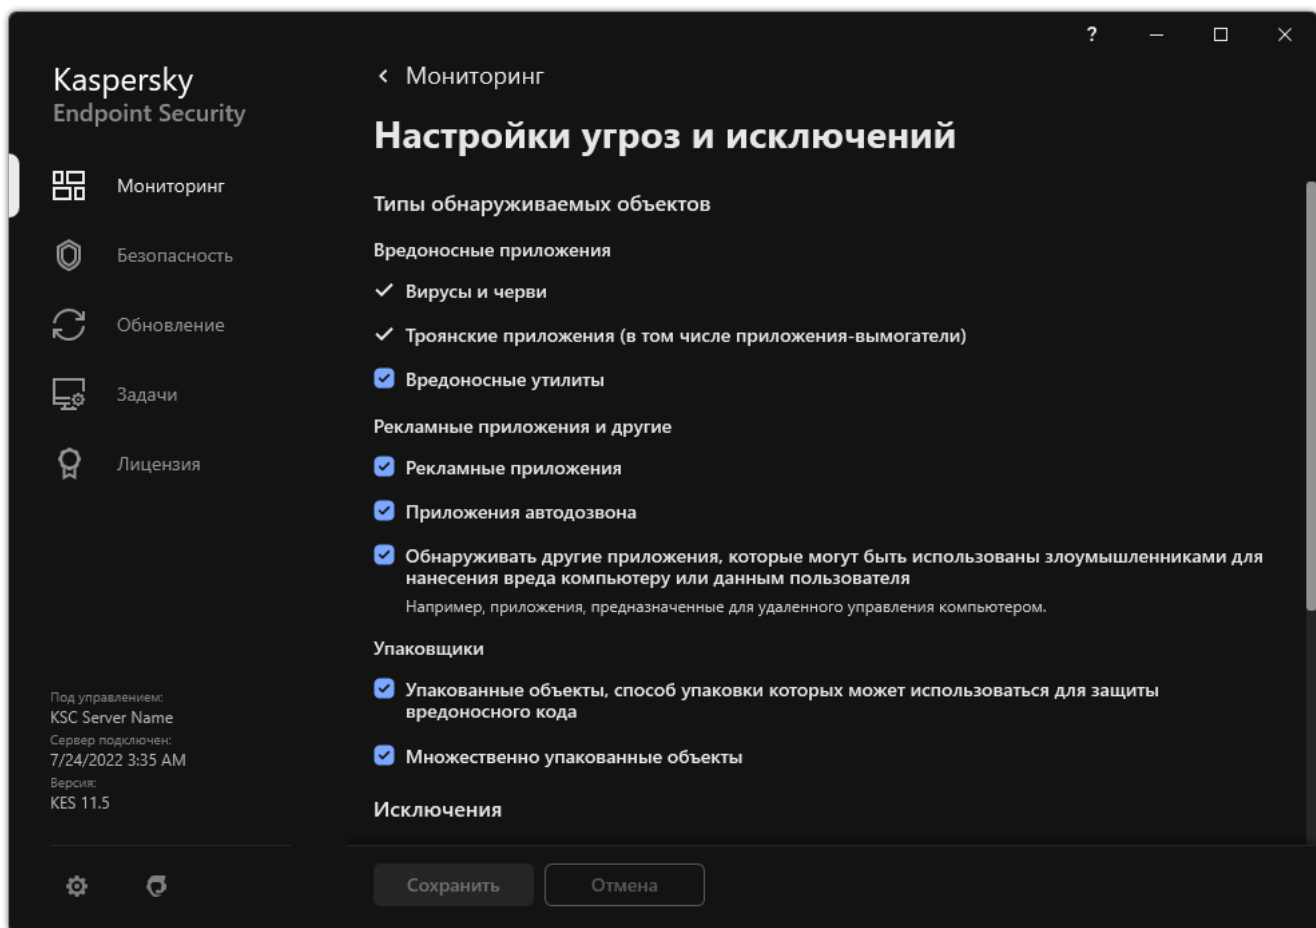 ?
Kaspersky
Endpoint Security
Мониторинг
Безопасность
Обновление
Задачи
Лицензия
Под управлением:
KSC Server Name
Сервер подключен:
7/24/2022 3:35 AM
Версия:
KES 11.5
Мониторинг
Настройки угроз и исключений
Типы обнаруживаемых объектов
Вредоносные приложения
Вирусы и черви
Троянские приложения (в том числе приложения-вымогатели)
Вредоносные утилиты
Рекламные приложения и другие
Рекламные приложения
Приложения автодозвона
Обнаруживать другие приложения, которые могут быть использованы злоумышленниками для
нанесения вреда компьютеру или данным пользователя
Например, приложения, предназначенные для удаленного управления компьютером.
Упаковщики
Упакованные объекты, способ упаковки которых может использоваться для защиты
вредоносного кода
Множественно упакованные объекты
Исключения
Сохранить
Отмена